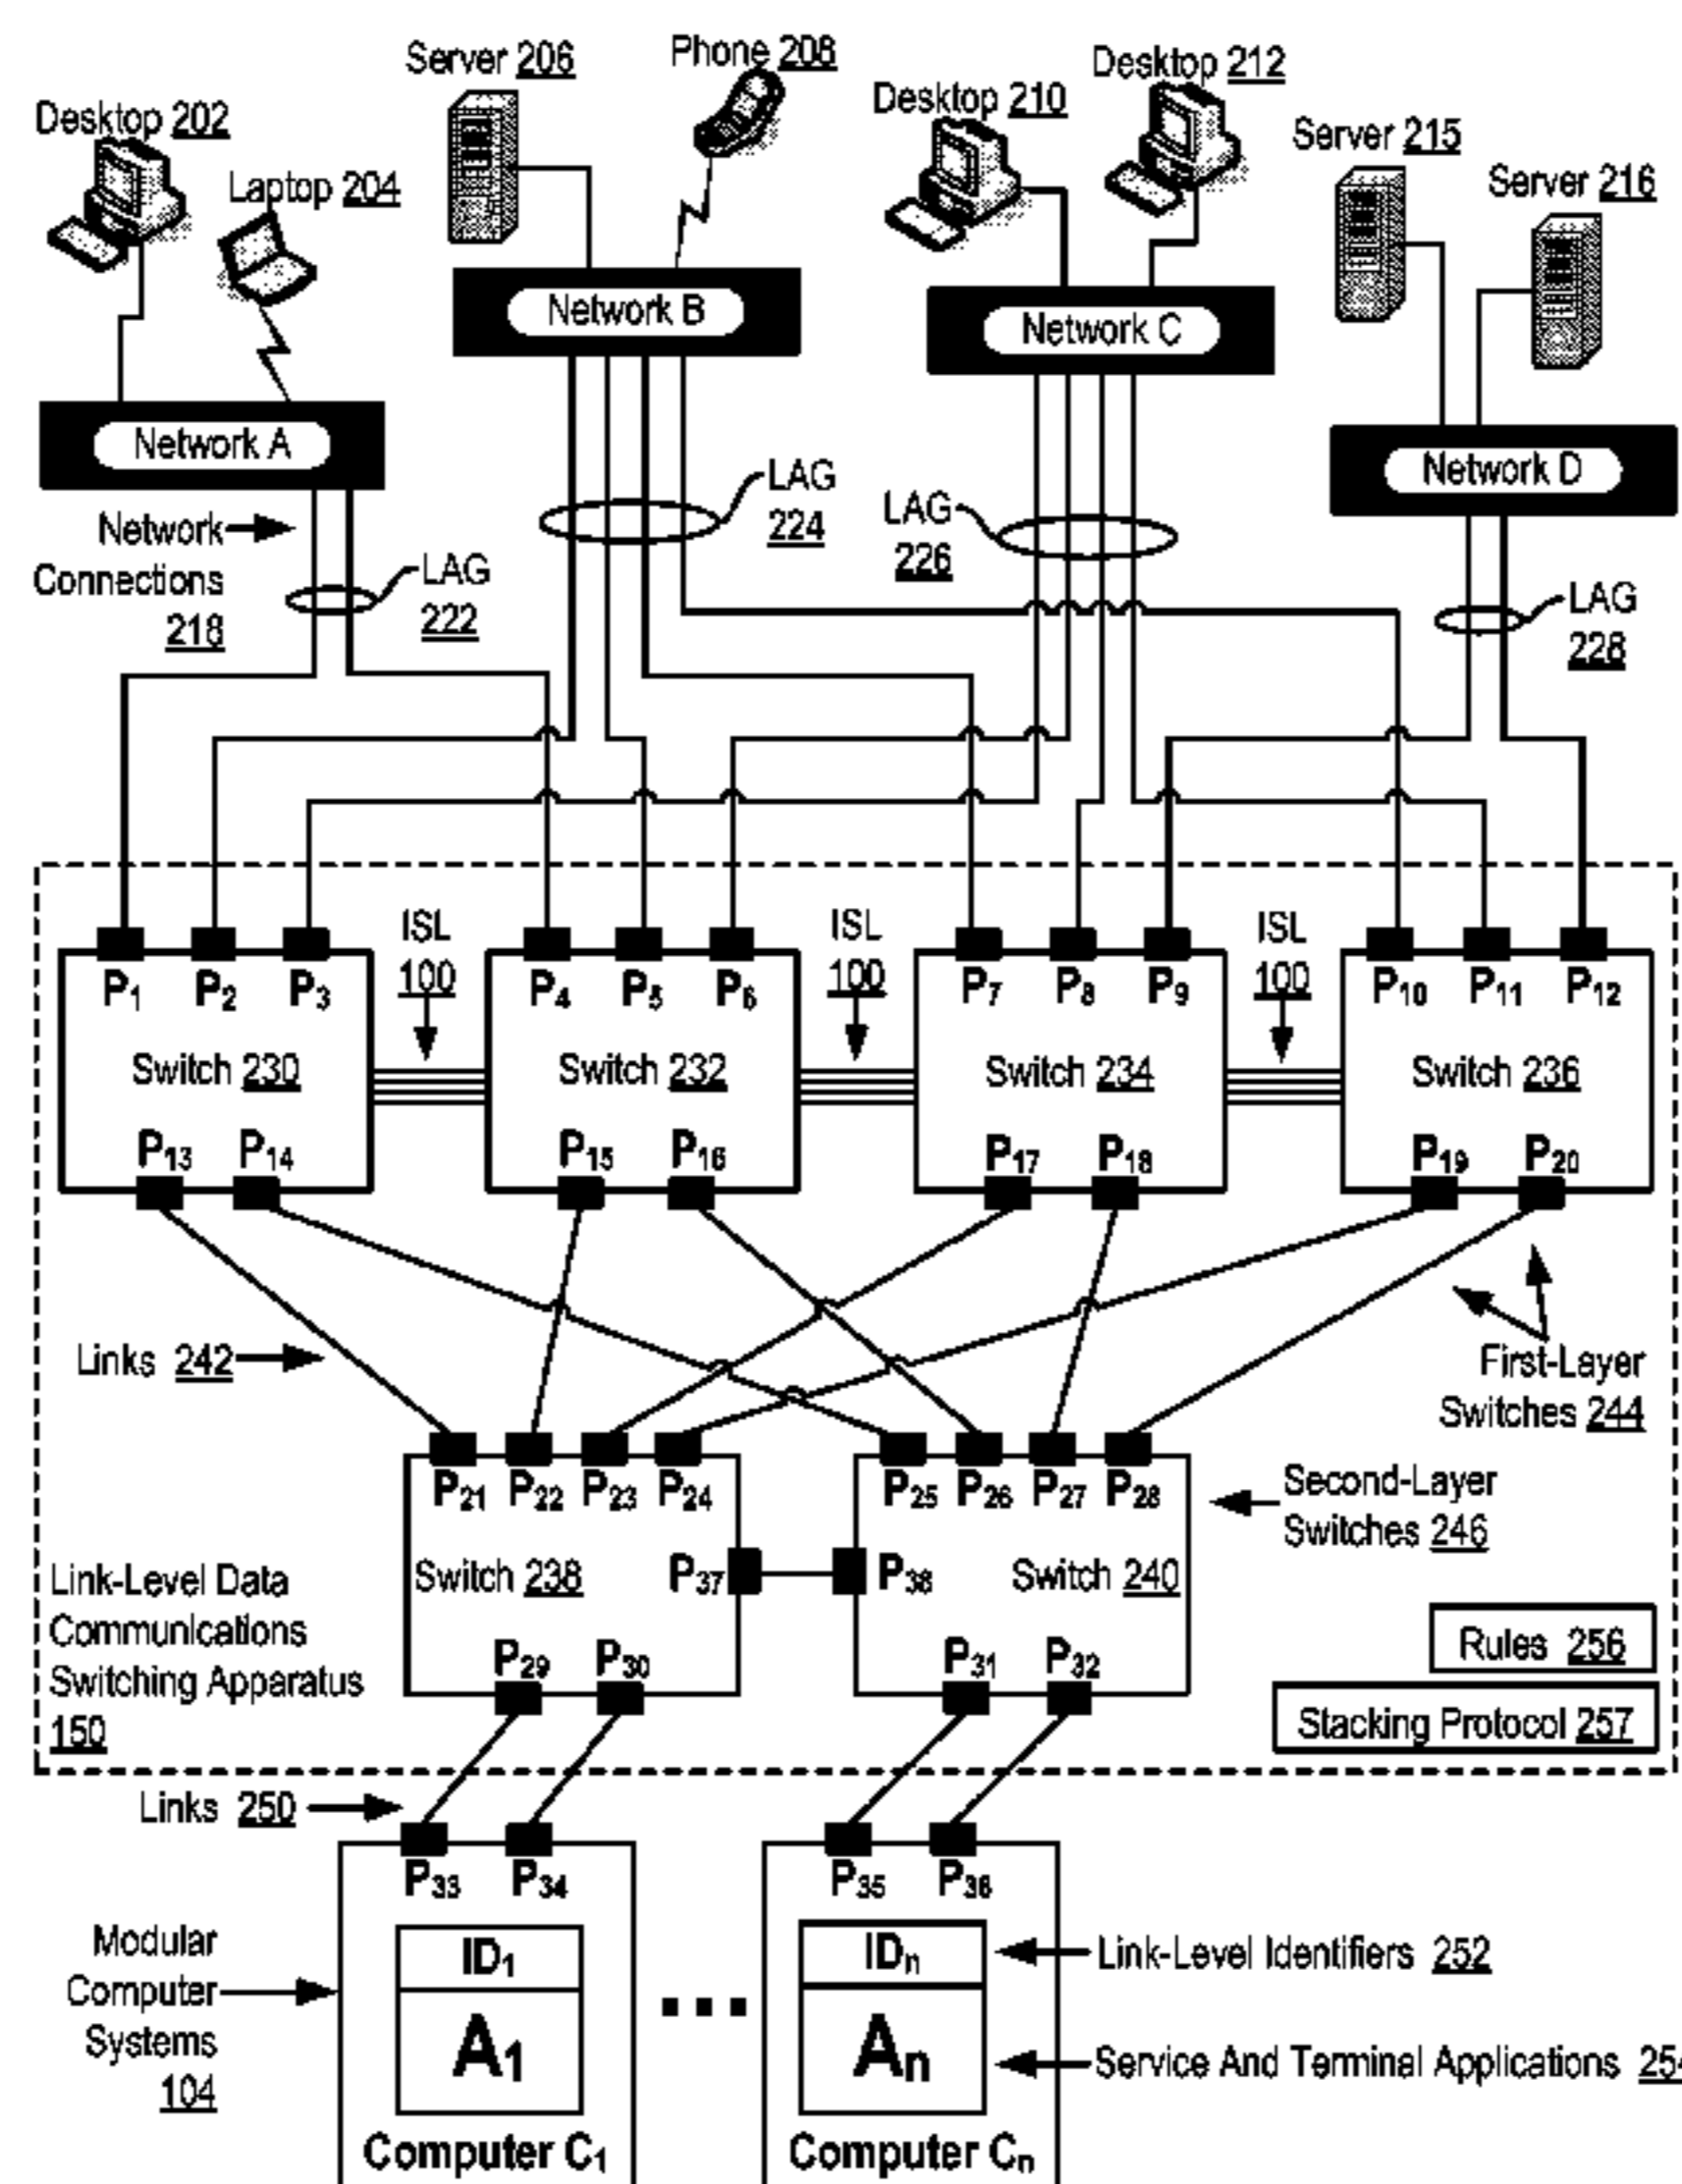 Server 206
Phone 208
Desktop 210
Desktop 212
Desktop 202
Laptop 204
Server 215
Server 216
Network B
Network C
Network A
Network D
Network
Connections
218
LAG
222
LAG
224
LAG
226
LAG
228
ISL
100
ISL
100
ISL
100
P1 P2 P3
P4 P5 P6
P7 P8 P9
P10 P11 P12
Switch 230
Switch 232
Switch 234
Switch 236
P13 P14
P15 P16
P17 P18
P19 P20
Links 242
First-Layer
Switches 244
P21 P22 P23 P24
P25 P26 P27 P28
Second-Layer
Switches 246
Switch 238
P37
P38
Switch 240
Link-Level Data
Communications
Switching Apparatus
150
P29 P30
P31 P32
Rules 256
Stacking Protocol 257
Links 250
P33 P34
P35 P36
Modular
Computer
Systems
104
ID1
A1
Computer C1
...
IDn
An
Computer Cn
Link-Level Identifiers 252
Service And Terminal Applications 254